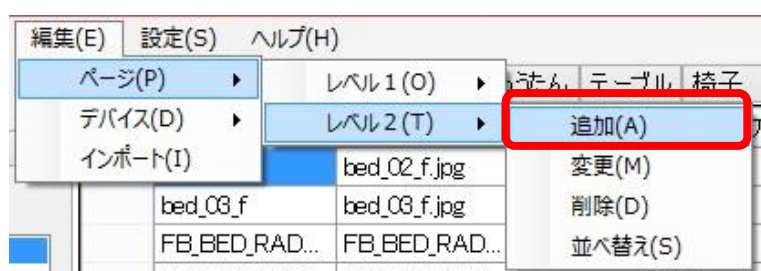 編集(E) 設定(S) ヘルプ(H)
ページ(P) レベル1(O) テーブル 椅子
デバイス(D) レベル2(T) 追加(A)
インポート(I) 変更(M)
bed_02_f.jpg
bed_03_f bed_03_f.jpg 削除(D)
FB_BED_RAD... FB_BED_RAD... 並べ替え(S)